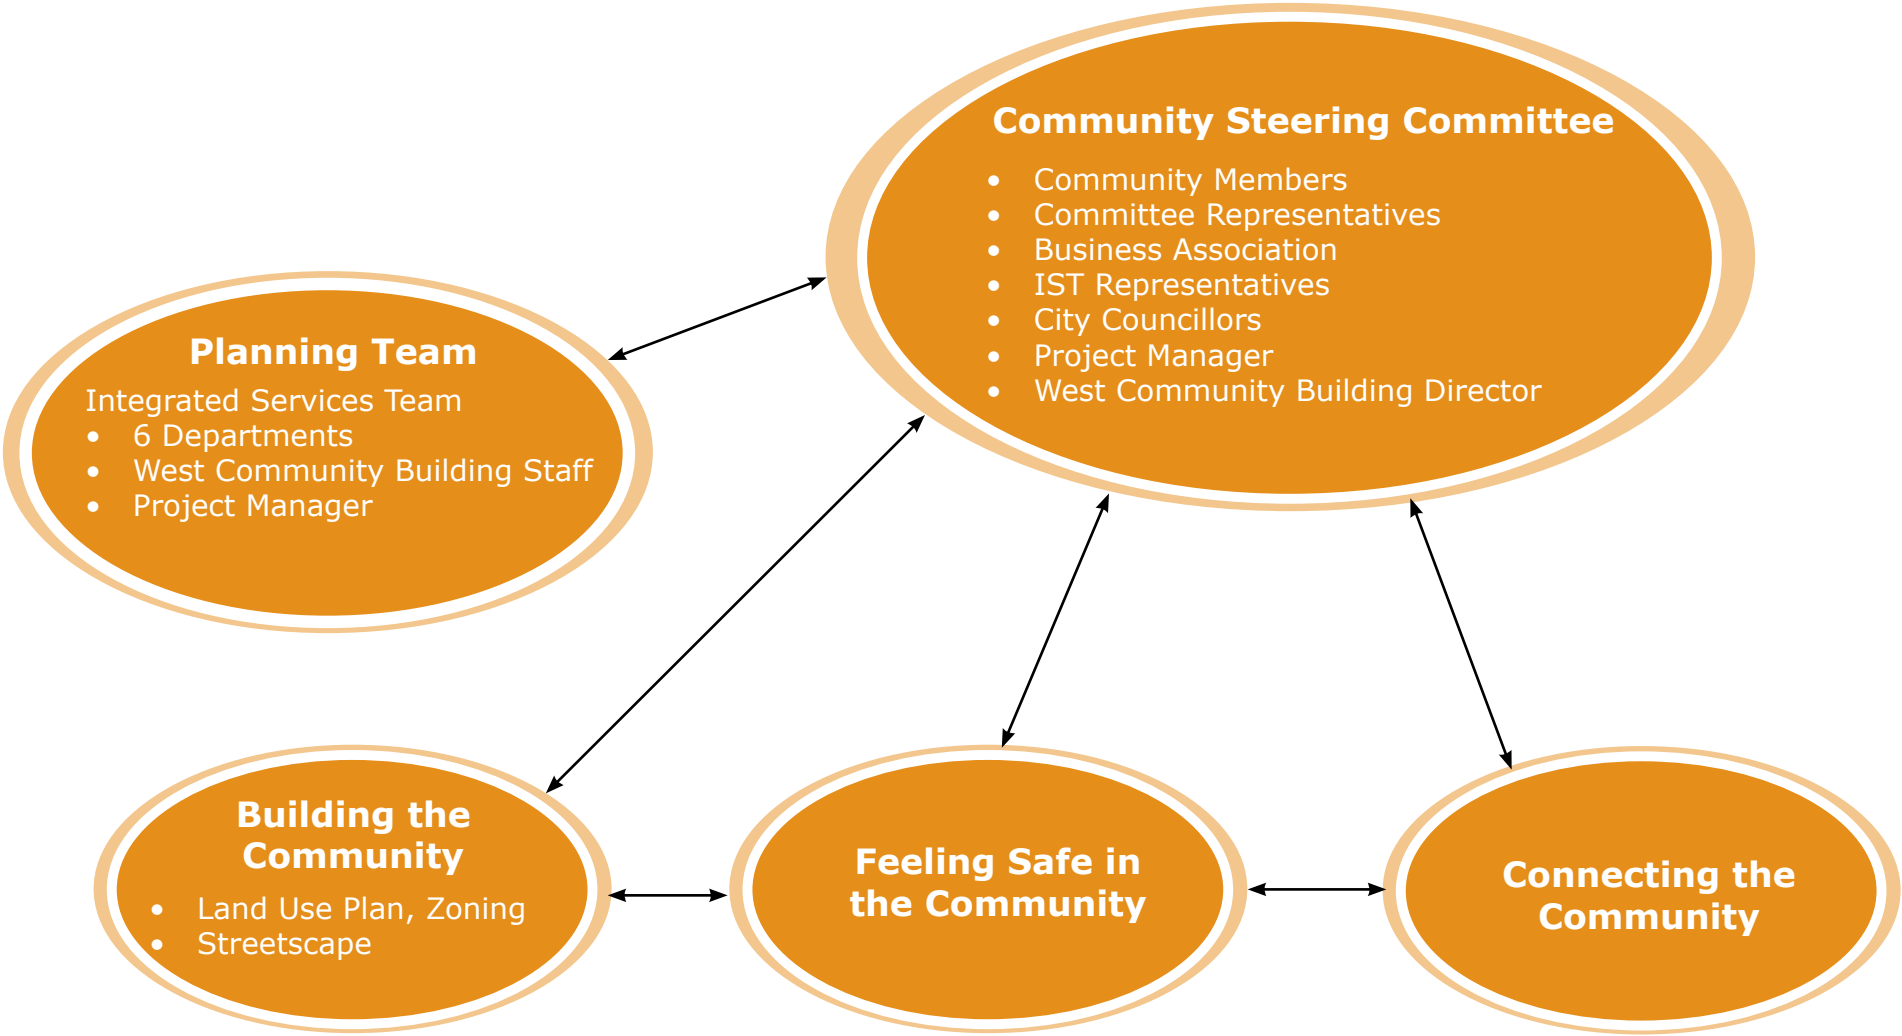 Community Steering Committee
• Community Members
• Committee Representatives
• Business Association
• IST Representatives
• City Councillors
• Project Manager
• West Community Building Director
Planning Team
Integrated Services Team
• 6 Departments
• West Community Building Staff
• Project Manager
Building the
Community
• Land Use Plan, Zoning
• Streetscape
Feeling Safe in
the Community
Connecting the
Community